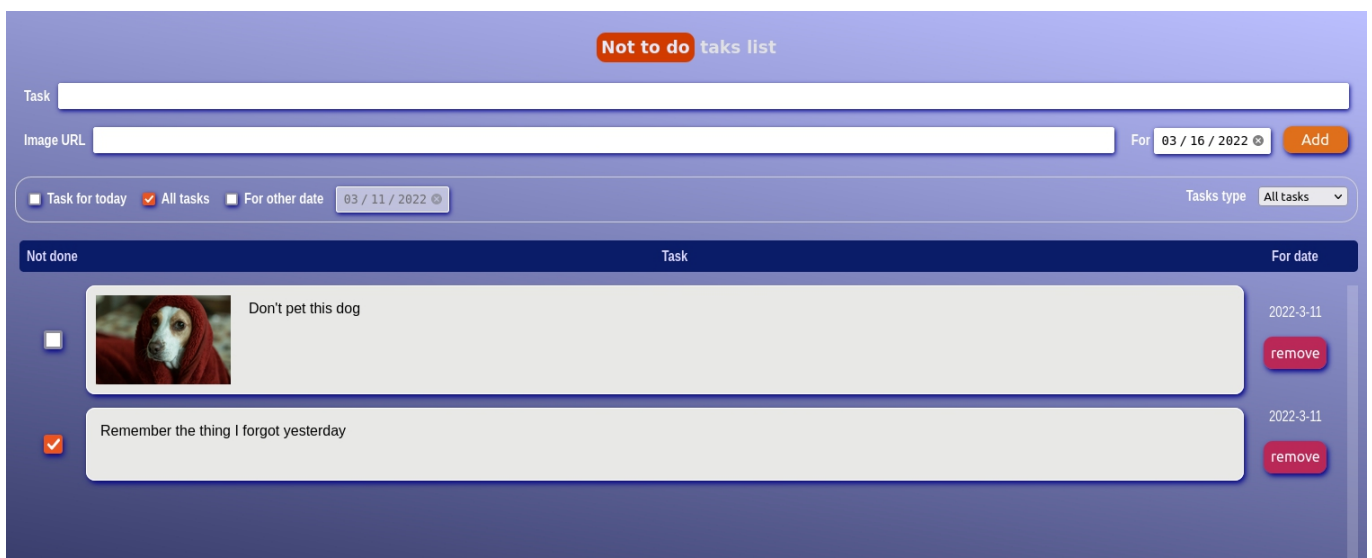 Not to do taks list
Task
Image URL For 03 / 16 / 2022 Add
Task for today All tasks For other date 03 / 11 / 2022 Tasks type All tasks
Not done Task For date
Don't pet this dog 2022-3-11
remove
Remember the thing I forgot yesterday 2022-3-11
remove